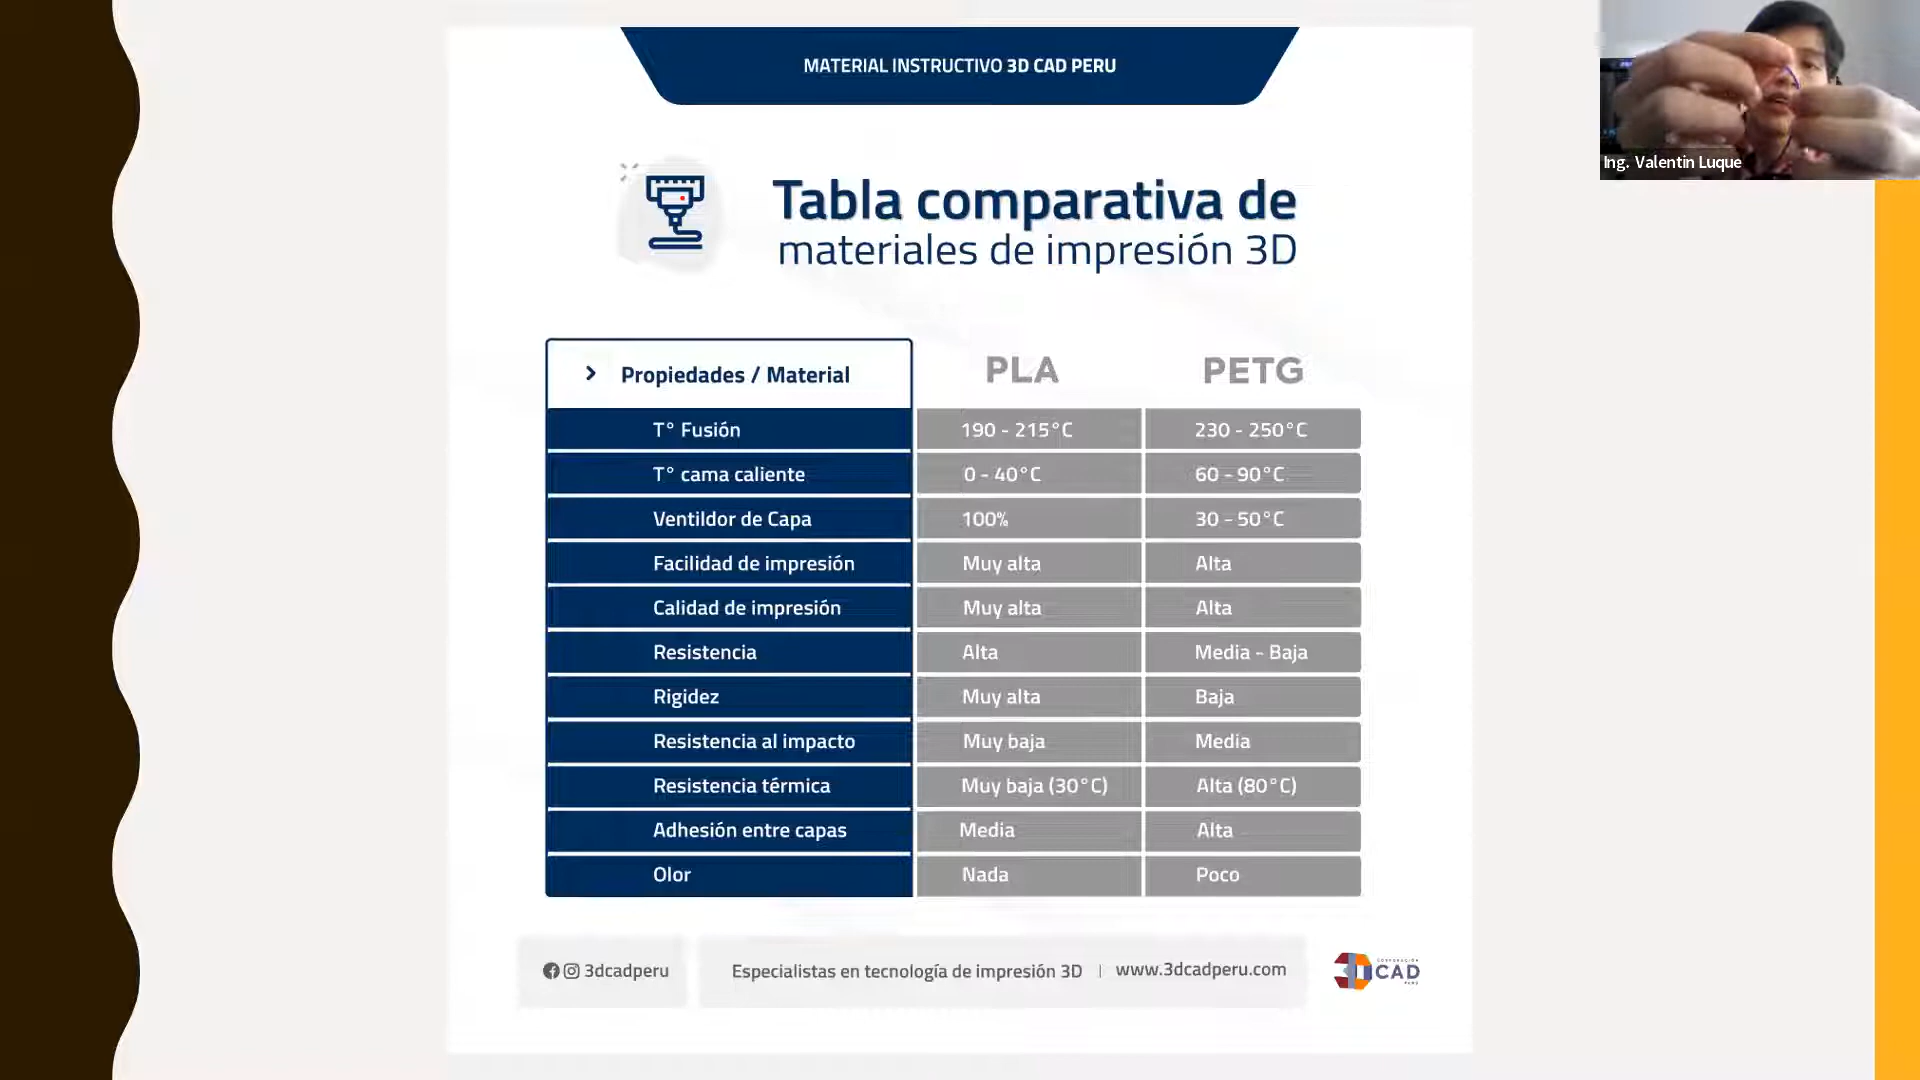 MATERIAL INSTRUCTIVO 3D CAD PERU
Ing. Valentin Luque
Tabla comparativa de
materiales de impresión 3D
Propiedades / Material PLA PETG
T° Fusión 190 - 215°C 230 - 250°C
T° cama caliente 0 - 40°C 60 - 90°C
Ventildor de Capa 100% 30 - 50°C
Facilidad de impresión Muy alta Alta
Calidad de impresión Muy alta Alta
Resistencia Alta Media - Baja
Rigidez Muy alta Baja
Resistencia al impacto Muy baja Media
Resistencia térmica Muy baja (30°C) Alta (80°C)
Adhesión entre capas Media Alta
Olor Nada Poco
3dcadperu Especialistas en tecnología de impresión 3D | www.3dcadperu.com
CORPORACIÓN
3D CAD
PERU